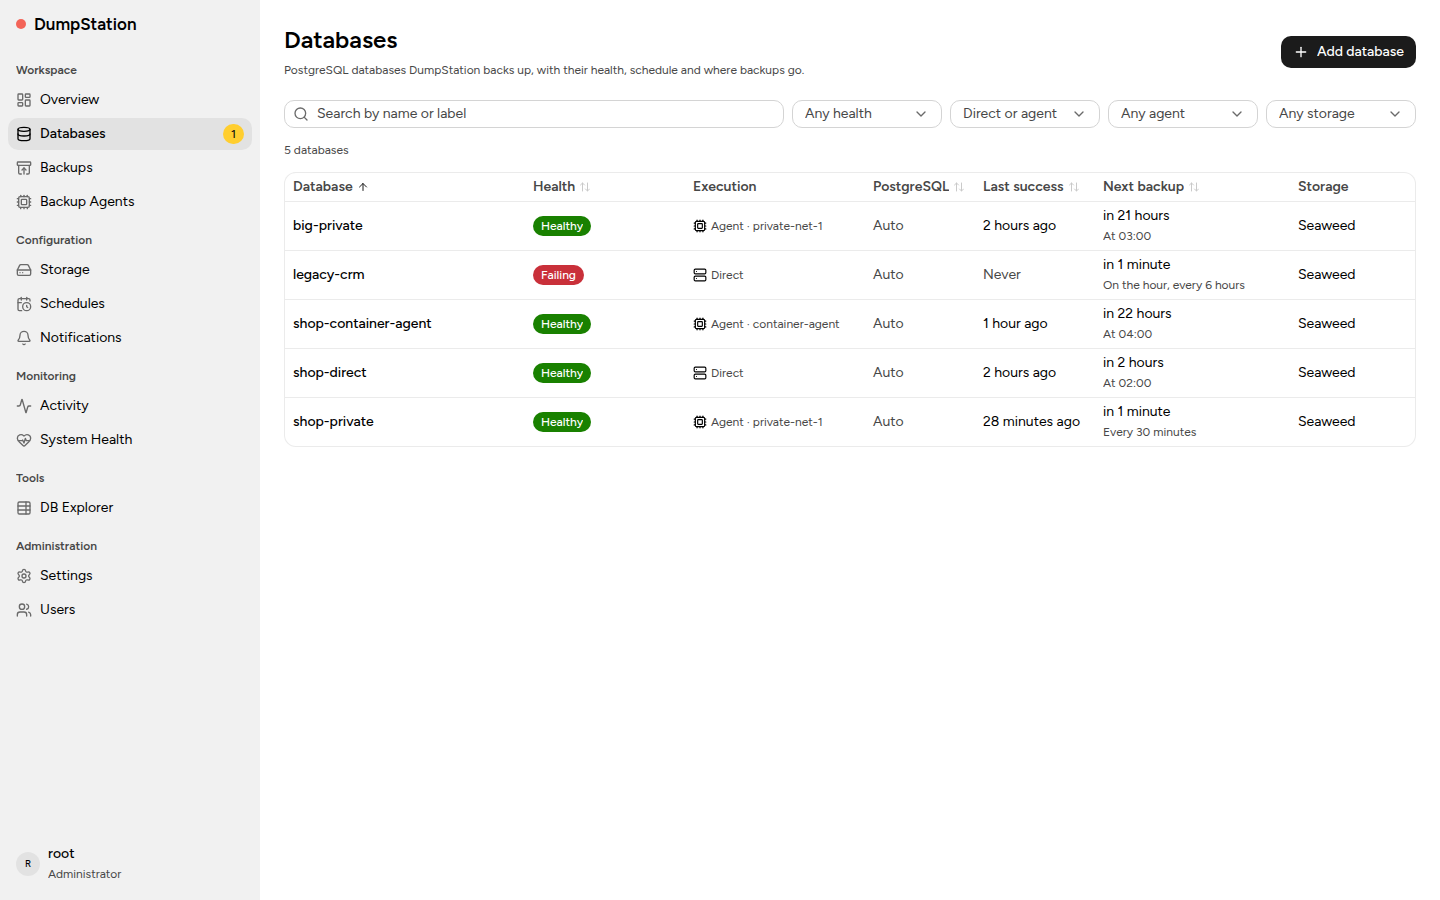 DumpStation
Workspace
Overview
Databases 1
Backups
Backup Agents
Configuration
Storage
Schedules
Notifications
Monitoring
Activity
System Health
Tools
DB Explorer
Administration
Settings
Users
R root
Administrator
Databases
PostgreSQL databases DumpStation backs up, with their health, schedule and where backups go.
Add database
Search by name or label Any health Direct or agent Any agent Any storage
5 databases
Database Health Execution PostgreSQL Last success Next backup Storage
big-private Healthy Agent · private-net-1 Auto 2 hours ago in 21 hours Seaweed
At 03:00
legacy-crm Failing Direct Auto Never in 1 minute Seaweed
On the hour, every 6 hours
shop-container-agent Healthy Agent · container-agent Auto 1 hour ago in 22 hours Seaweed
At 04:00
shop-direct Healthy Direct Auto 2 hours ago in 2 hours Seaweed
At 02:00
shop-private Healthy Agent · private-net-1 Auto 28 minutes ago in 1 minute Seaweed
Every 30 minutes